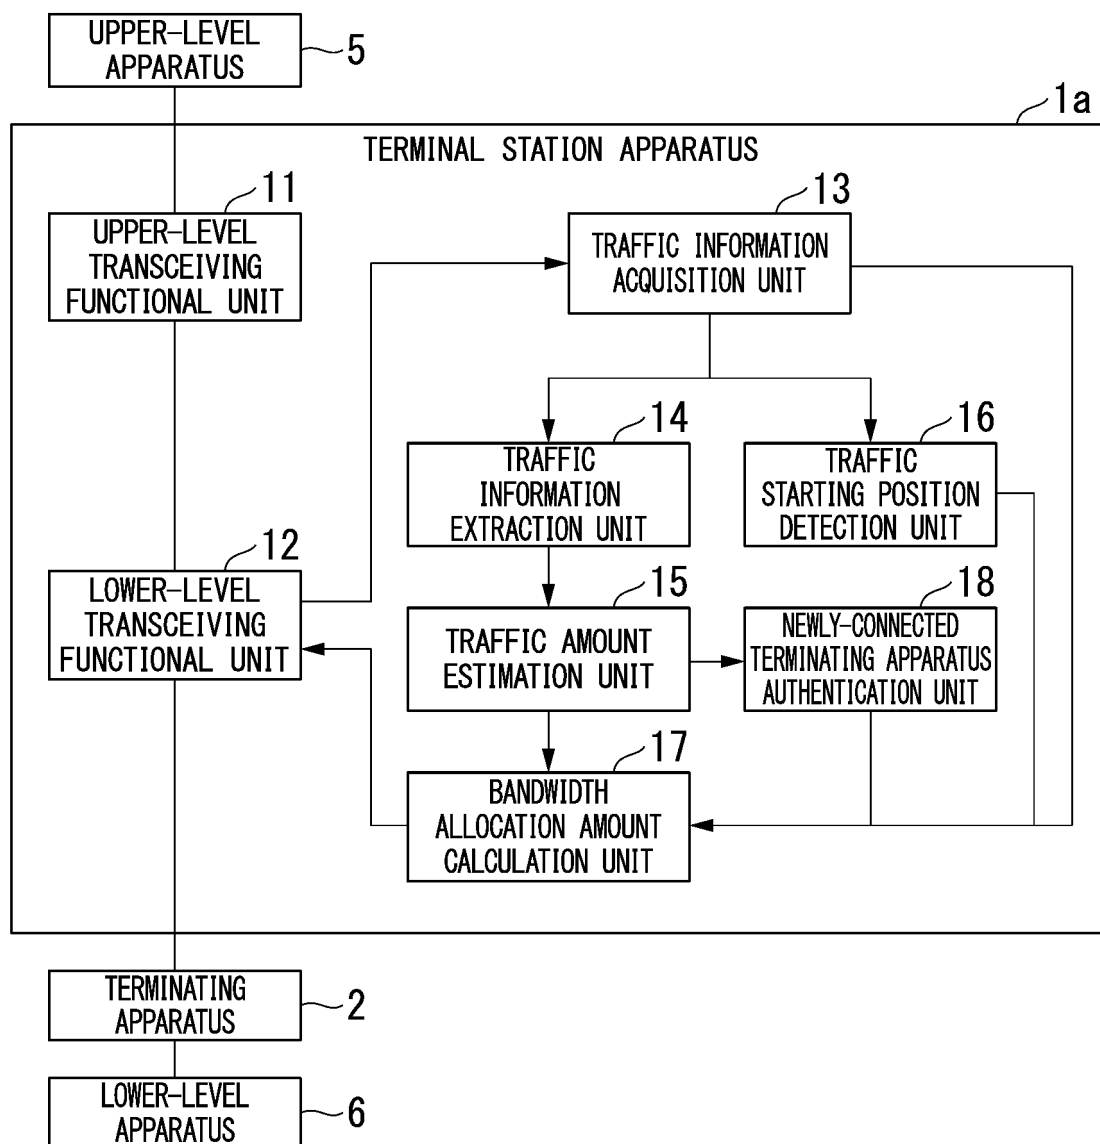 UPPER-LEVEL
APPARATUS
5
1a
TERMINAL STATION APPARATUS
11
UPPER-LEVEL
TRANSCEIVING
FUNCTIONAL UNIT
13
TRAFFIC INFORMATION
ACQUISITION UNIT
14
TRAFFIC
INFORMATION
EXTRACTION UNIT
16
TRAFFIC
STARTING POSITION
DETECTION UNIT
12
LOWER-LEVEL
TRANSCEIVING
FUNCTIONAL UNIT
15
TRAFFIC AMOUNT
ESTIMATION UNIT
18
NEWLY-CONNECTED
TERMINATING APPARATUS
AUTHENTICATION UNIT
17
BANDWIDTH
ALLOCATION AMOUNT
CALCULATION UNIT
TERMINATING
APPARATUS
2
LOWER-LEVEL
APPARATUS
6